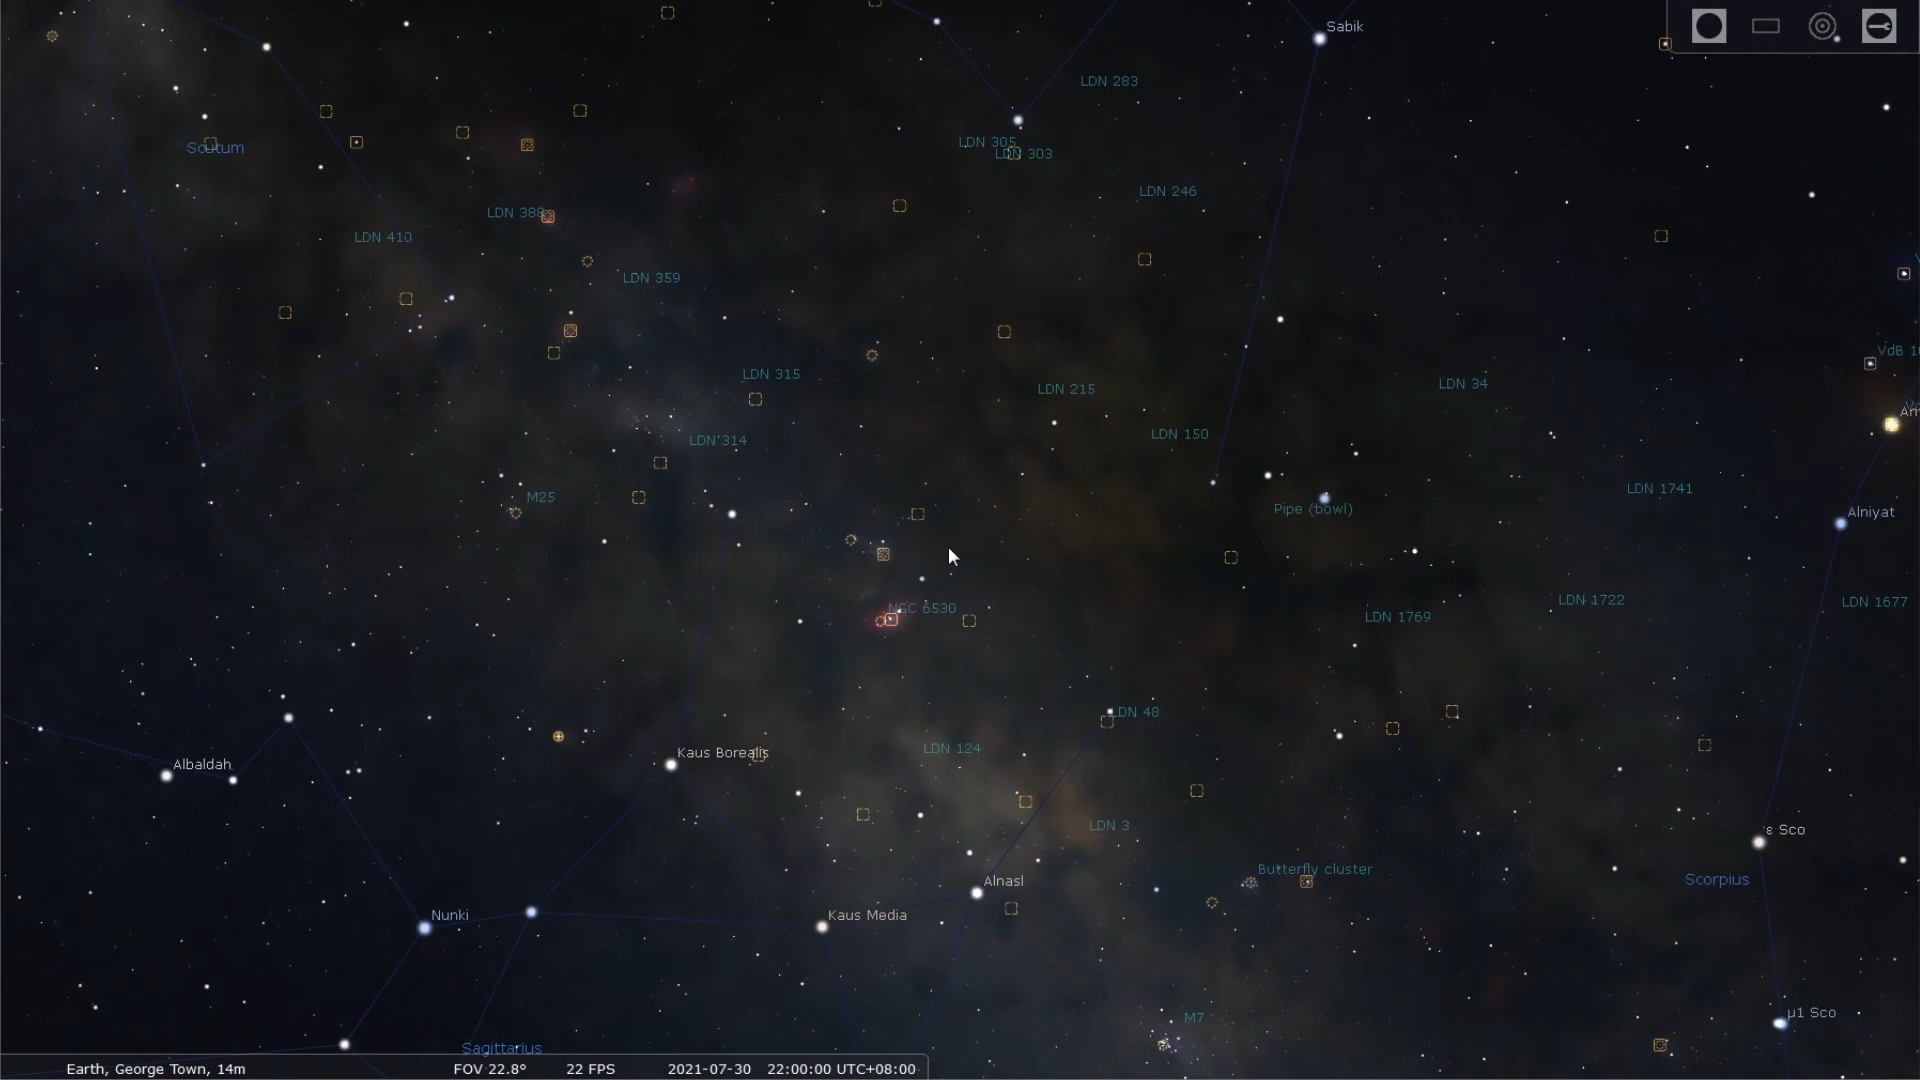 Sabik
LDN 283
LDN 305
Scutum
LDN 303
LDN 246
LDN 388
LDN 410
LDN 359
VdB 10
LDN 315
LDN 34
LDN 215
An
LDN 150
LDN 314
LDN 1741
M25
Pipe (bowl)
Alniyat
LDN 1722
LDN 1677
NGC 6530
LDN 1769
LDN 48
LDN 124
Kaus Borealis
Albaldah
LDN 3
ε Sco
Butterfly cluster
Scorpius
Alnasl
Nunki
Kaus Media
µ1 Sco
M7
Sagittarius
Earth, George Town, 14m FOV 22.8° 22 FPS 2021-07-30 22:00:00 UTC+08:00